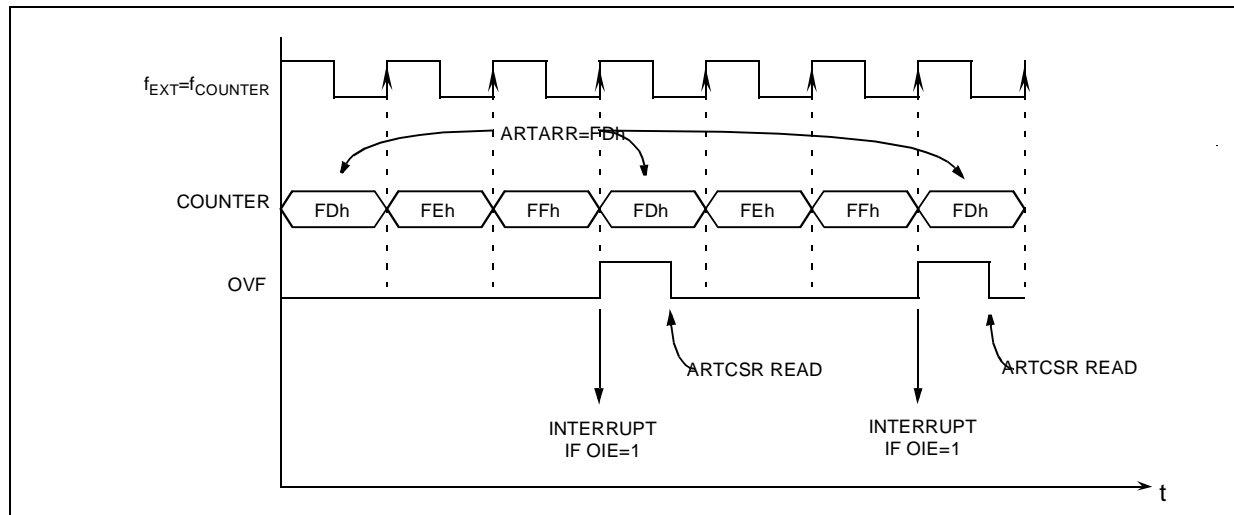 fEXT=fCOUNTER
ARTARR=FDh
COUNTER
FDh FEh FFh FDh FEh FFh FDh
OVF
ARTCSR READ
ARTCSR READ
INTERRUPT
IF OIE=1
INTERRUPT
IF OIE=1
t